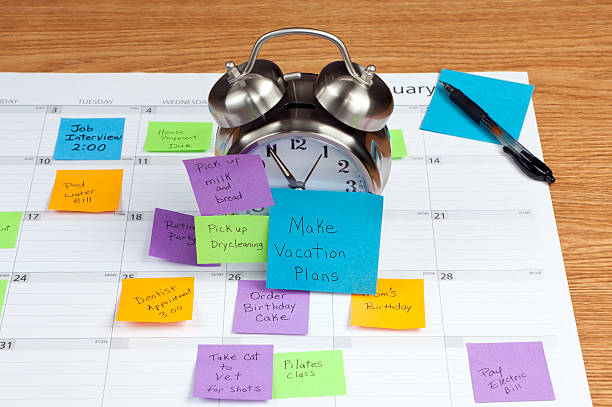 uary
NDAY
TUESDAY
WEDNESDA
3
4
Job
Interview
2:00
House
Payment
Due
12
1
2
3
10
11
14
Pay
Water
Bill
Pick up
milk
and
bread
17
18
21
Retire
Party
Pick up
Drycleaning
Make
Vacation
Plans
24
25
26
28
Dentist
Appointment
3:00
Order
Birthday
Cake
Mom's
Birthday
31
Take Cat
to
Vet
for shots
Pilates
Class
Pay
Electric
Bill